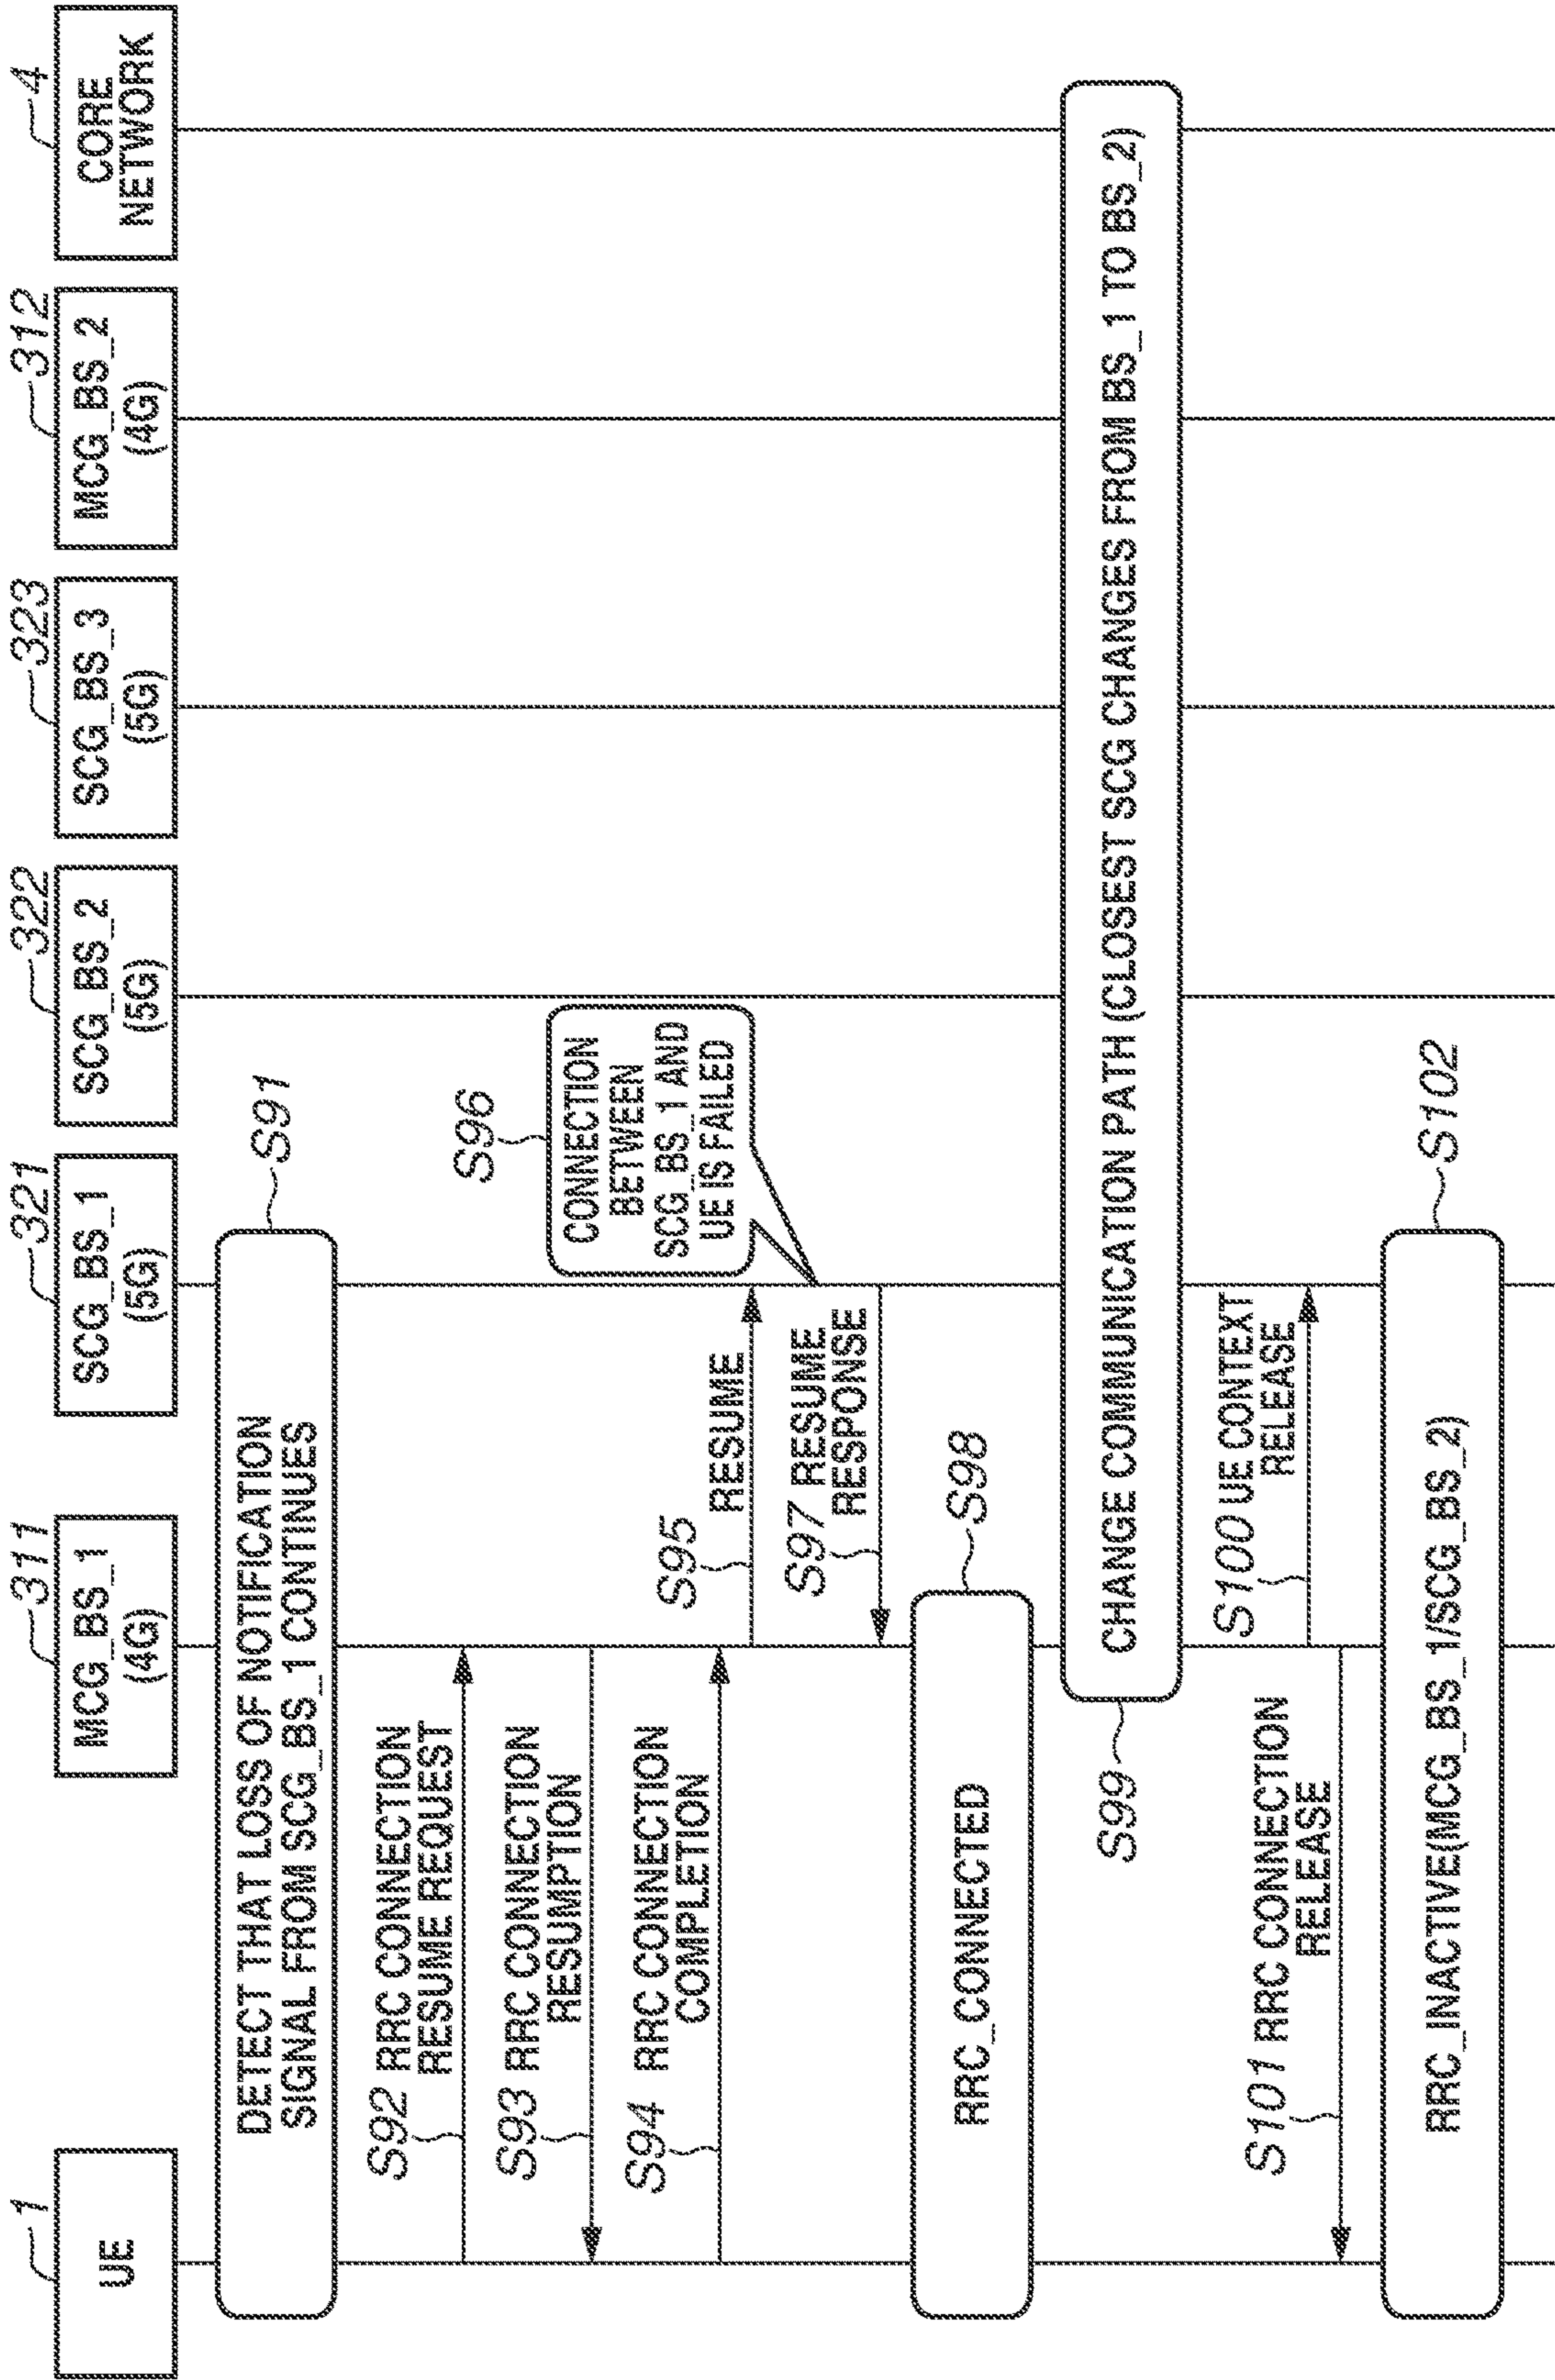 1
UE
311
MCG_BS_1
(4G)
321
SCG_BS_1
(5G)
322
SCG_BS_2
(5G)
323
SCG_BS_3
(5G)
312
MCG_BS_2
(4G)
4
CORE
NETWORK
DETECT THAT LOSS OF NOTIFICATION
SIGNAL FROM SCG_BS_1 CONTINUES
S91
S92 RRC CONNECTION
RESUME REQUEST
S93 RRC CONNECTION
RESUMPTION
S94 RRC CONNECTION
COMPLETION
S95 RESUME
S96
CONNECTION
BETWEEN
SCG_BS_1 AND
UE IS FAILED
S97 RESUME
RESPONSE
RRC_CONNECTED
S98
S99
CHANGE COMMUNICATION PATH (CLOSEST SCG CHANGES FROM BS_1 TO BS_2)
S100 UE CONTEXT
RELEASE
S101 RRC CONNECTION
RELEASE
RRC_INACTIVE(MCG_BS_1/SCG_BS_2)
S102